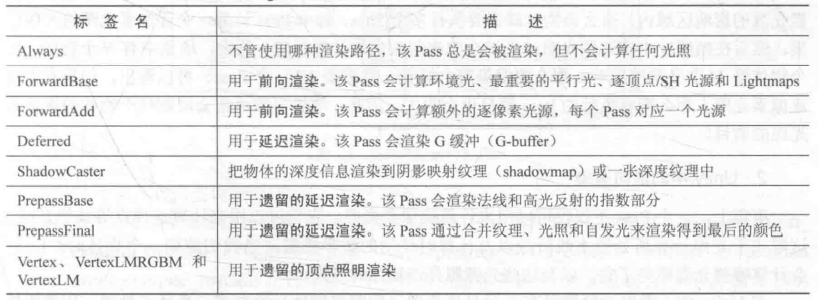 标签名 描述
Always 不管使用哪种渲染路径，该 Pass 总是会被渲染，但不会计算任何光照
ForwardBase 用于前向渲染。该 Pass 会计算环境光、最重要的平行光、逐顶点/SH 光源和 Lightmaps
ForwardAdd 用于前向渲染。该 Pass 会计算额外的逐像素光源，每个 Pass 对应一个光源
Deferred 用于延迟渲染。该 Pass 会渲染 G 缓冲（G-buffer）
ShadowCaster 把物体的深度信息渲染到阴影映射纹理（shadowmap）或一张深度纹理中
PrepassBase 用于遗留的延迟渲染。该 Pass 会渲染法线和高光反射的指数部分
PrepassFinal 用于遗留的延迟渲染。该 Pass 通过合并纹理、光照和自发光来渲染得到最后的颜色
Vertex、VertexLMRGBM 和
VertexLM 用于遗留的顶点照明渲染